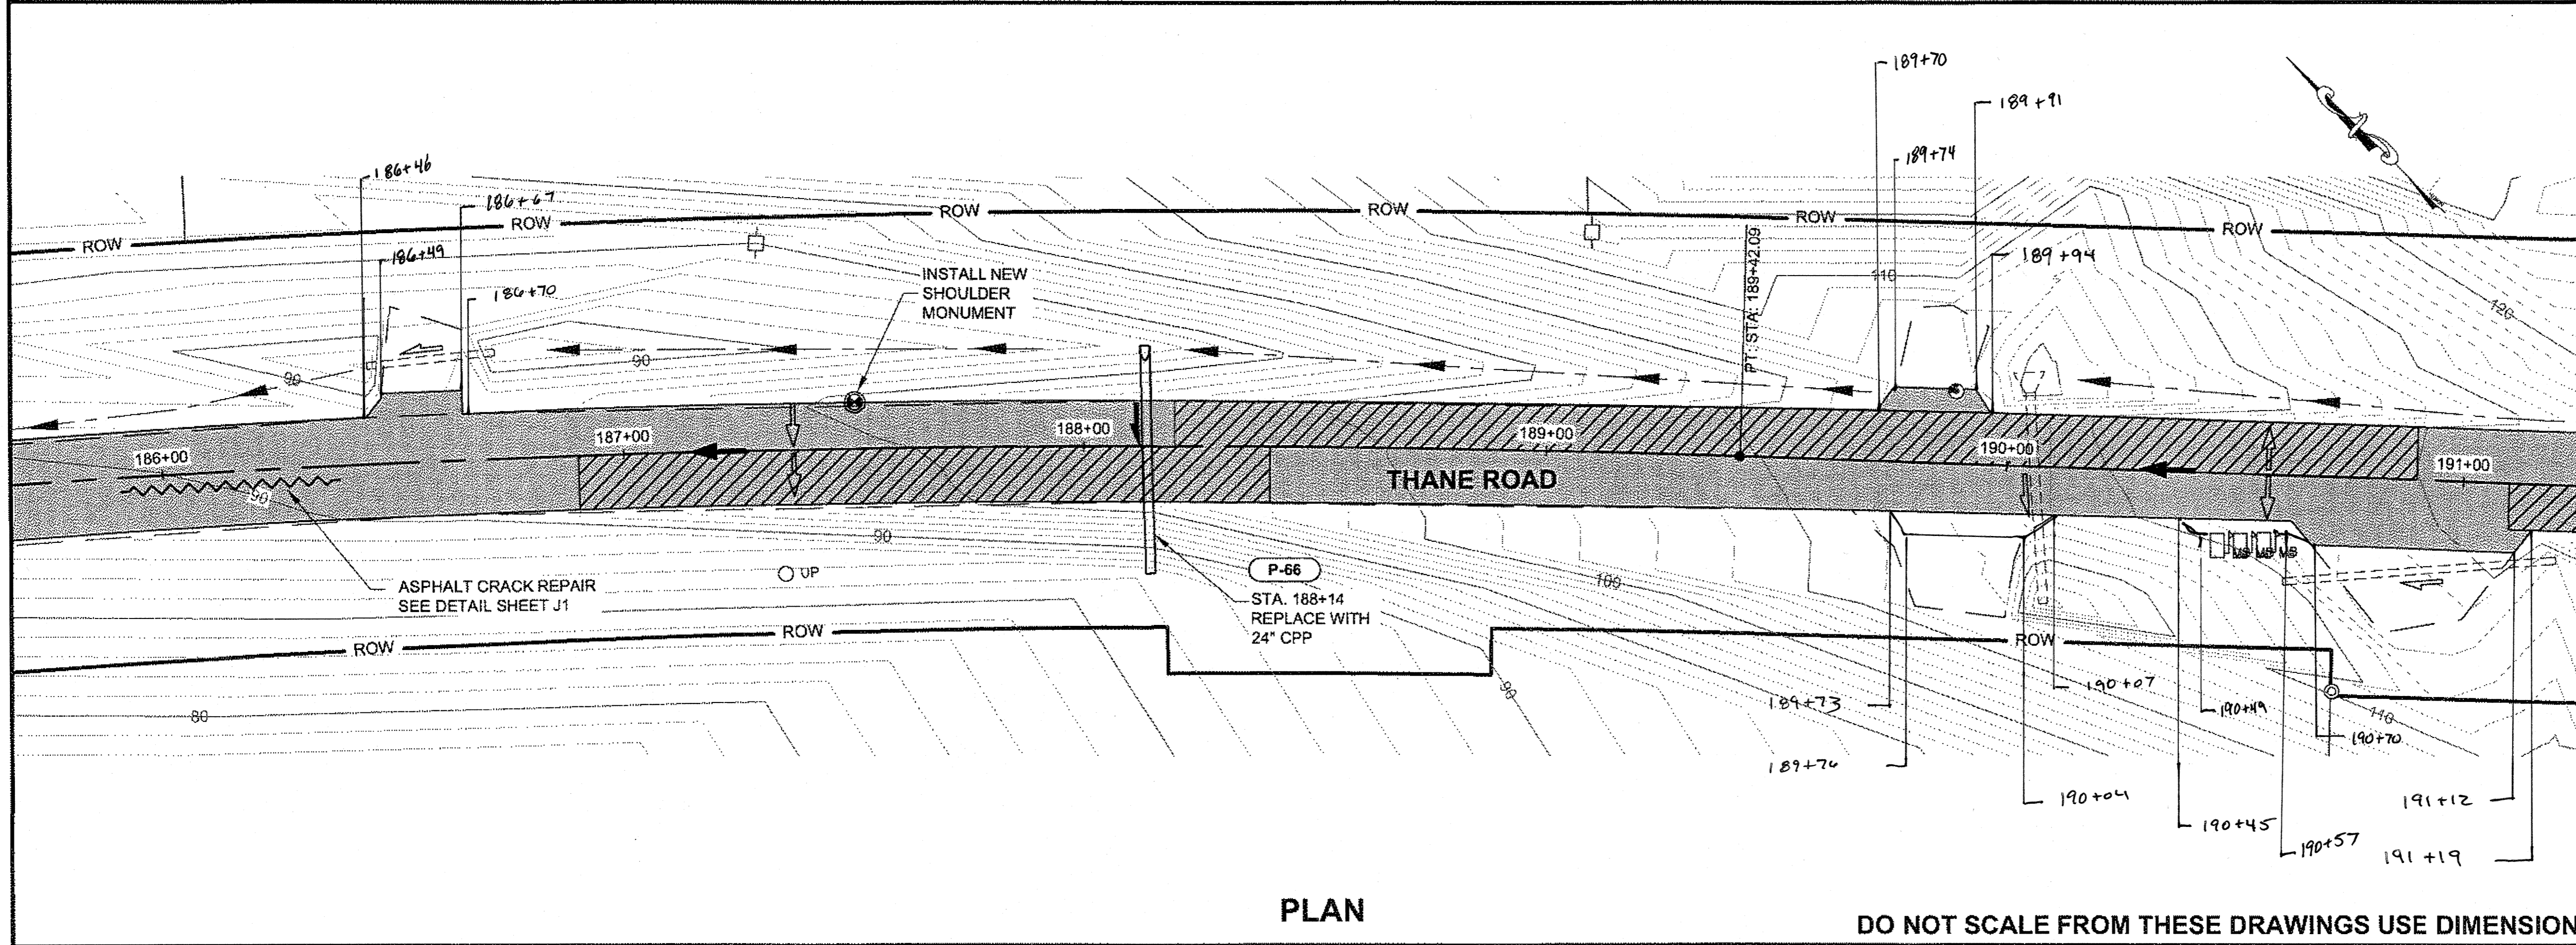 189+70
189+91
189+74
186+46
186+67
ROW
ROW
ROW
ROW
ROW
ROW
186+49
189+94
186+70
INSTALL NEW
SHOULDER
MONUMENT
PT: STA: 189+42.09
110
120
90
90
186+00
187+00
188+00
189+00
190+00
191+00
THANE ROAD
90
90
ASPHALT CRACK REPAIR
SEE DETAIL SHEET J1
UP
P-66
STA. 188+14
REPLACE WITH
24" CPP
100
MB MB MB
ROW
ROW
ROW
80
90
189+73
190+07
190+49
110
190+70
189+76
190+04
190+45
190+57
191+12
191+19
PLAN
DO NOT SCALE FROM THESE DRAWINGS USE DIMENSION